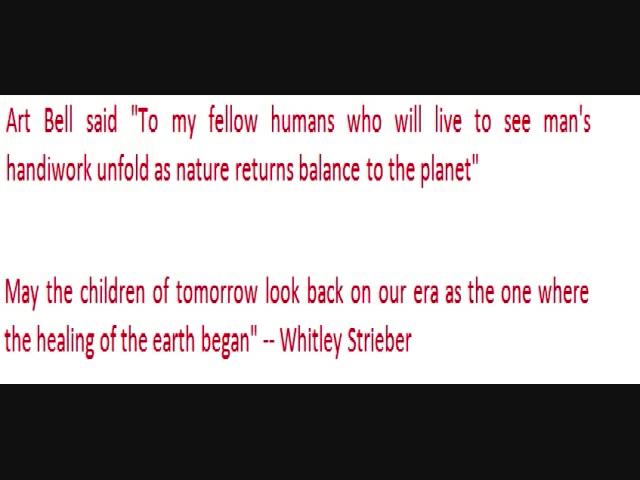 Art Bell said "To my fellow humans who will live to see man's
handiwork unfold as nature returns balance to the planet"
May the children of tomorrow look back on our era as the one where
the healing of the earth began" -- Whitley Strieber